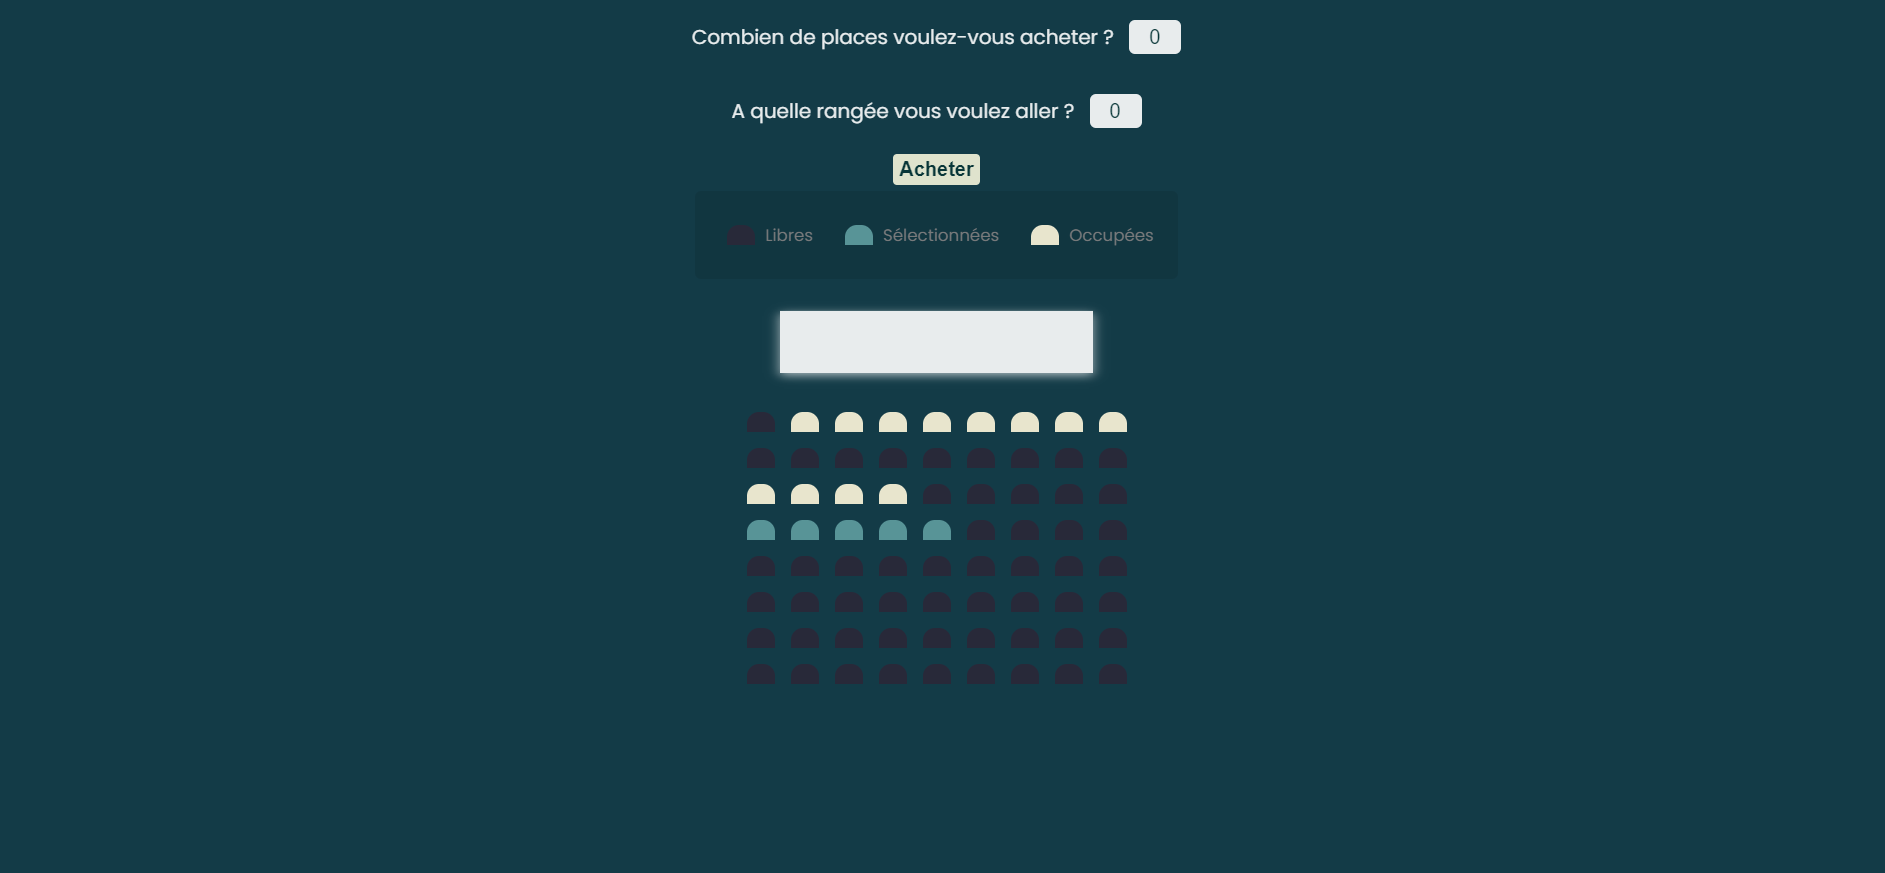 Combien de places voulez-vous acheter ? 0
A quelle rangée vous voulez aller ? 0
Acheter
Libres Sélectionnées Occupées